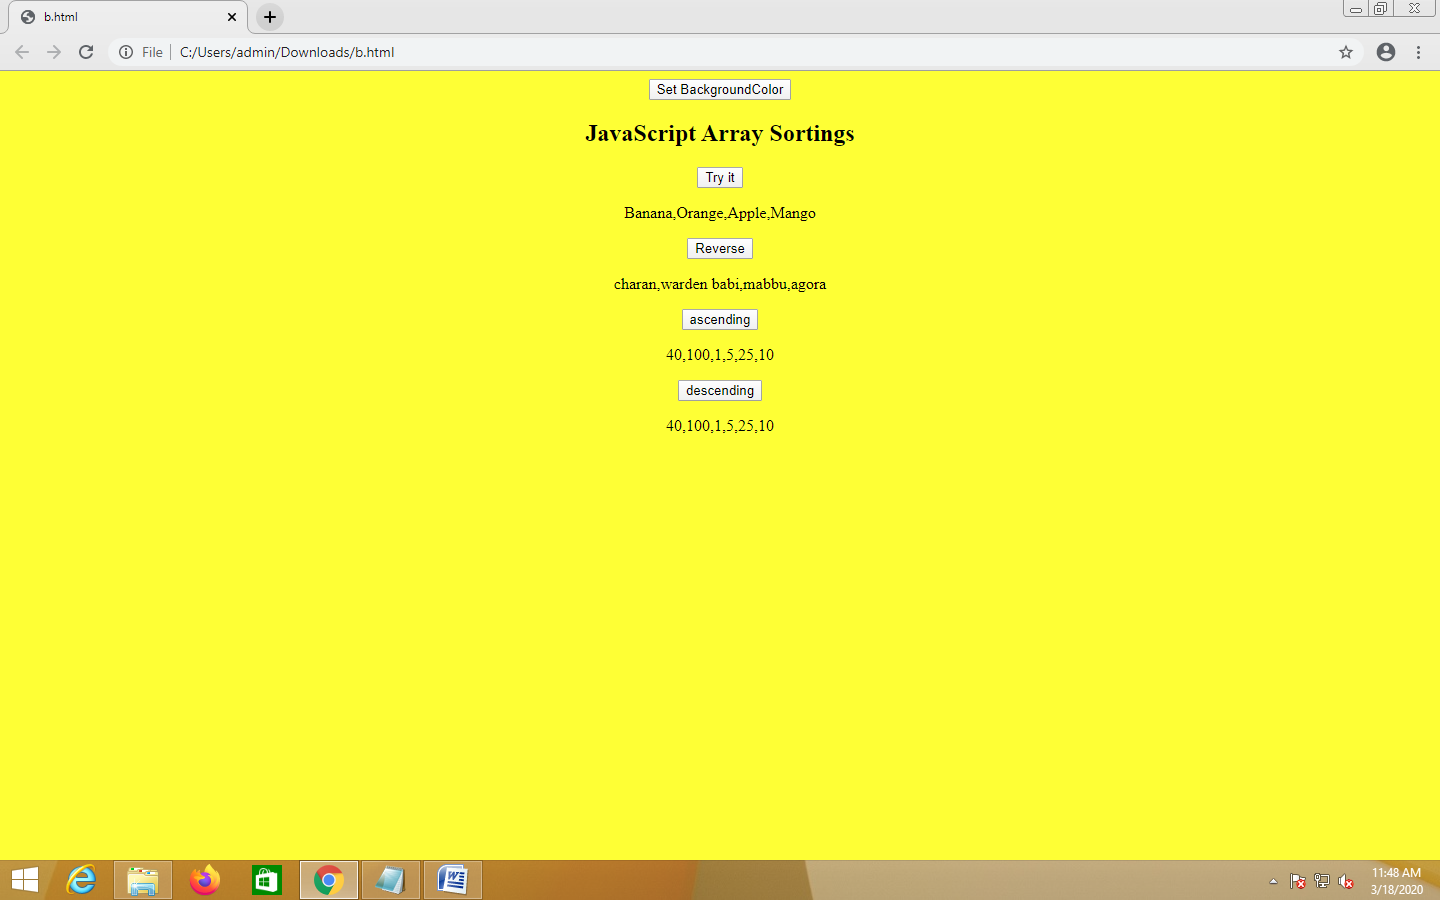 b.html
File
C:/Users/admin/Downloads/b.html
Set BackgroundColor
JavaScript Array Sortings
Try it
Banana,Orange,Apple,Mango
Reverse
charan,warden babi,mabbu,agora
ascending
40,100,1,5,25,10
descending
40,100,1,5,25,10
11:48 AM
3/18/2020